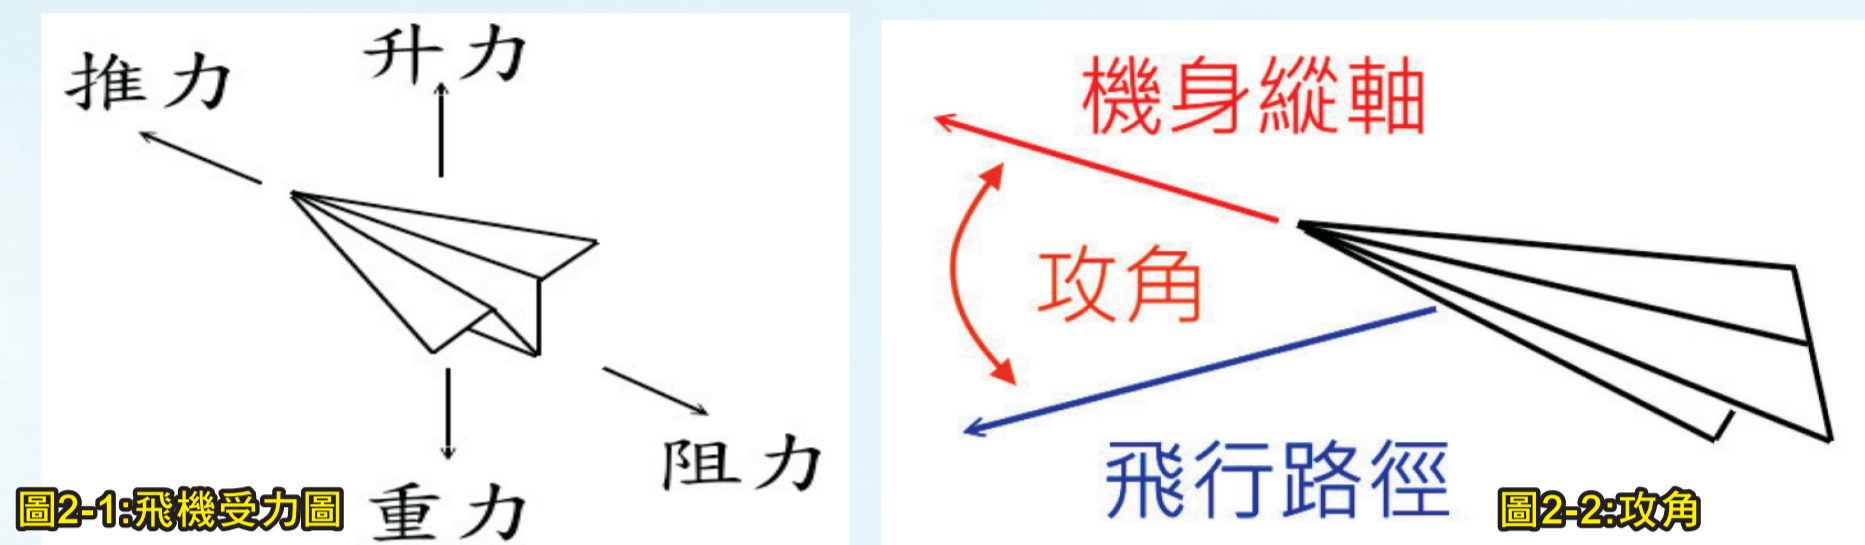 推力
升力
重力
阻力
圖2-1:飛機受力圖
機身縱軸
攻角
飛行路徑
圖2-2:攻角